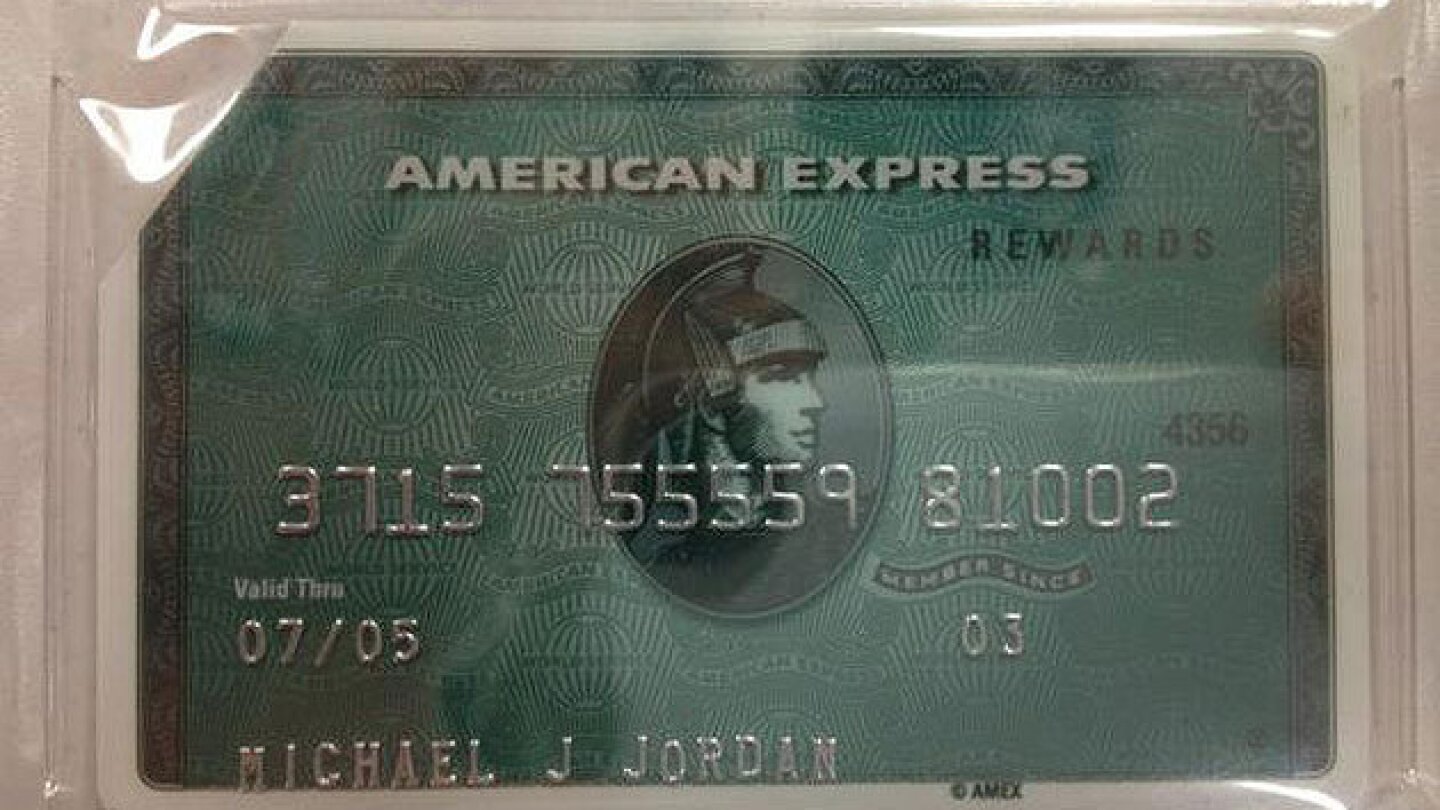 AMERICAN EXPRESS
REWARDS
4356
3715 755559 81002
MEMBER SINCE
Valid Thru
07/05 03
MICHAEL J JORDAN
© AMEX